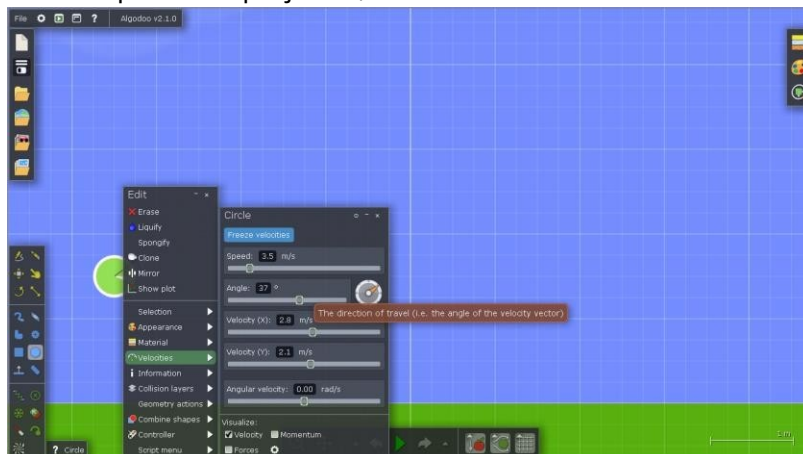 File ? Algodoo v2.1.0
Edit
Erase
Liquify
Spongify
Clone
Mirror
Show plot
Selection
Appearance
Material
Velocities
Information
Collision layers
Geometry actions
Combine shapes
Controller
Script menu
Circle
Freeze velocities
Speed: 3.5 m/s
Angle: 37 °
The direction of travel (i.e. the angle of the velocity vector)
Velocity (X): 2.8 m/s
Velocity (Y): 2.1 m/s
Angular velocity: 0.00 rad/s
Visualize:
Velocity Momentum
Forces
? Circle
1 m